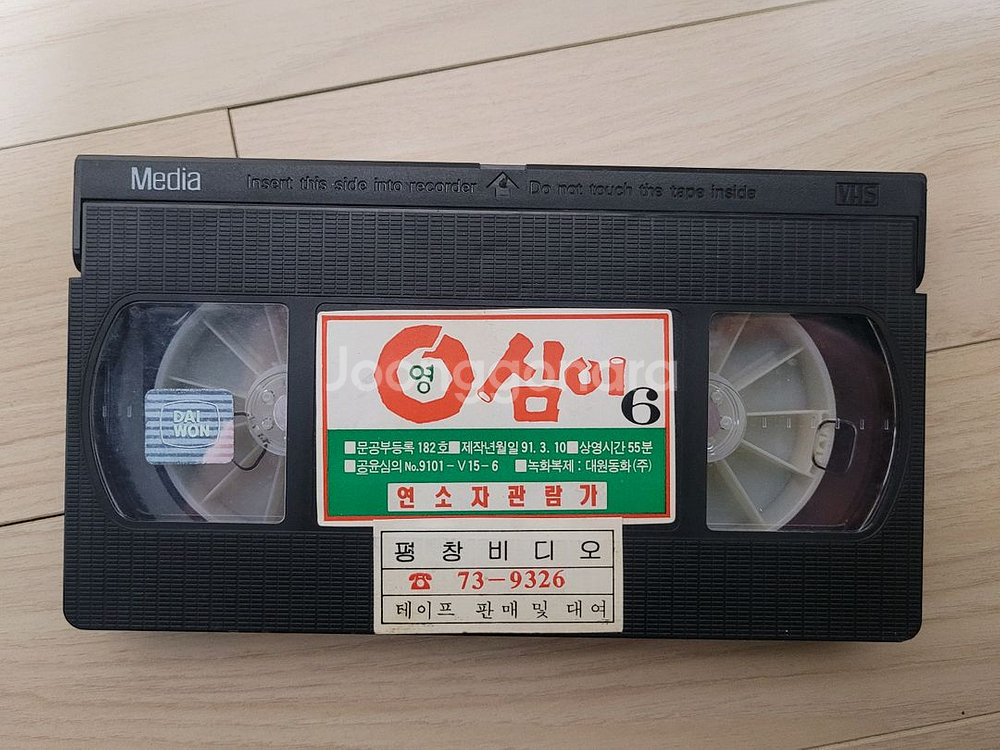 Media Insert this side into recorder Do not touch the tape inside VHS
영심이 6
Joonggonara
DAI WON
■문공부등록 182호■제작년월일 91. 3. 10■상영시간 55분
■공윤심의 No.9101-V15-6 ■녹화복제 : 대원동화(주)
연소자관람가
평창비디오
☎ 73-9326
테이프 판매 및 대여